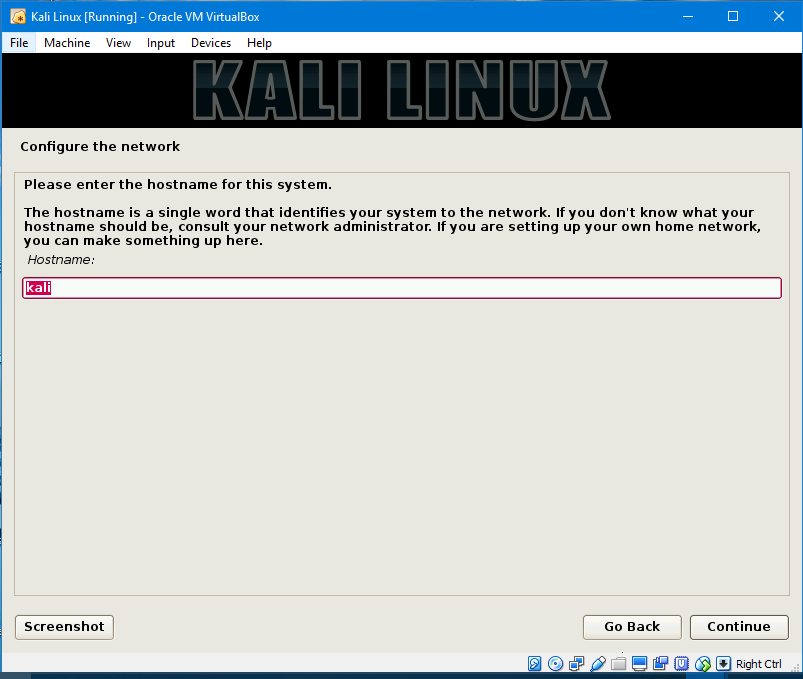 Kali Linux [Running] - Oracle VM VirtualBox
File Machine View Input Devices Help
KALI LINUX
Configure the network
Please enter the hostname for this system.
The hostname is a single word that identifies your system to the network. If you don't know what your
hostname should be, consult your network administrator. If you are setting up your own home network,
you can make something up here.
Hostname:
kali
Screenshot Go Back Continue
Right Ctrl